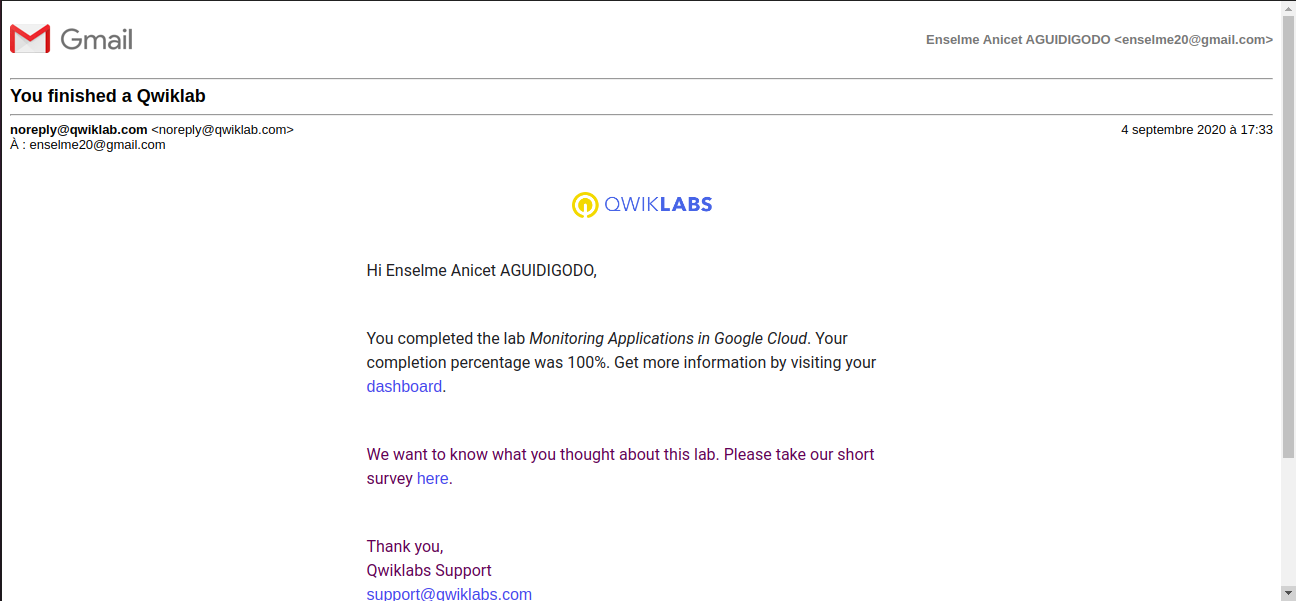 Gmail
Enselme Anicet AGUIDIGODO <enselme20@gmail.com>
You finished a Qwiklab
noreply@qwiklab.com <noreply@qwiklab.com>
4 septembre 2020 à 17:33
À : enselme20@gmail.com
QWIKLABS
Hi Enselme Anicet AGUIDIGODO,
You completed the lab Monitoring Applications in Google Cloud. Your
completion percentage was 100%. Get more information by visiting your
dashboard.
We want to know what you thought about this lab. Please take our short
survey here.
Thank you,
Qwiklabs Support
support@qwiklabs.com